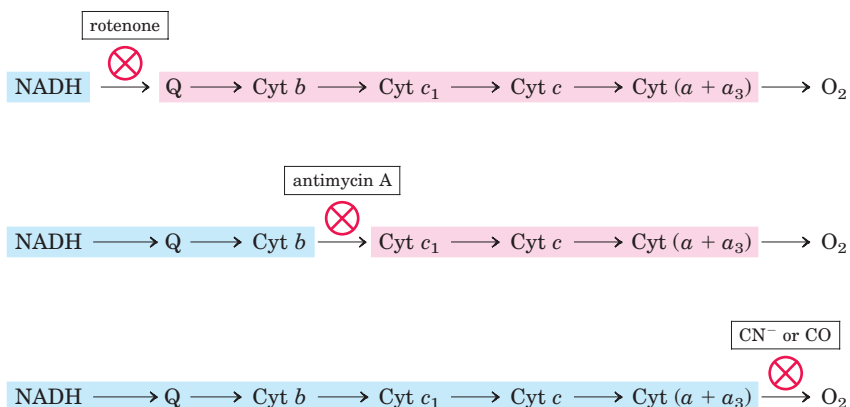 rotenone
NADH → Q → Cyt b → Cyt c₁ → Cyt c → Cyt (a + a₃) → O₂
antimycin A
NADH → Q → Cyt b → Cyt c₁ → Cyt c → Cyt (a + a₃) → O₂
CN⁻ or CO
NADH → Q → Cyt b → Cyt c₁ → Cyt c → Cyt (a + a₃) → O₂